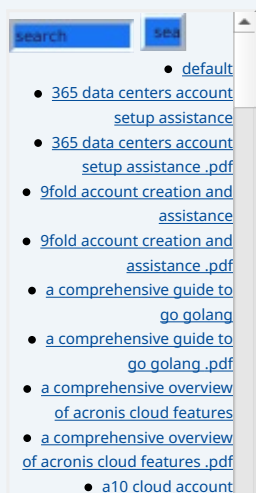 search sea
default
365 data centers account
setup assistance
365 data centers account
setup assistance .pdf
9fold account creation and
assistance
9fold account creation and
assistance .pdf
a comprehensive guide to
go golang
a comprehensive guide to
go golang .pdf
a comprehensive overview
of acronis cloud features
a comprehensive overview
of acronis cloud features .pdf
a10 cloud account